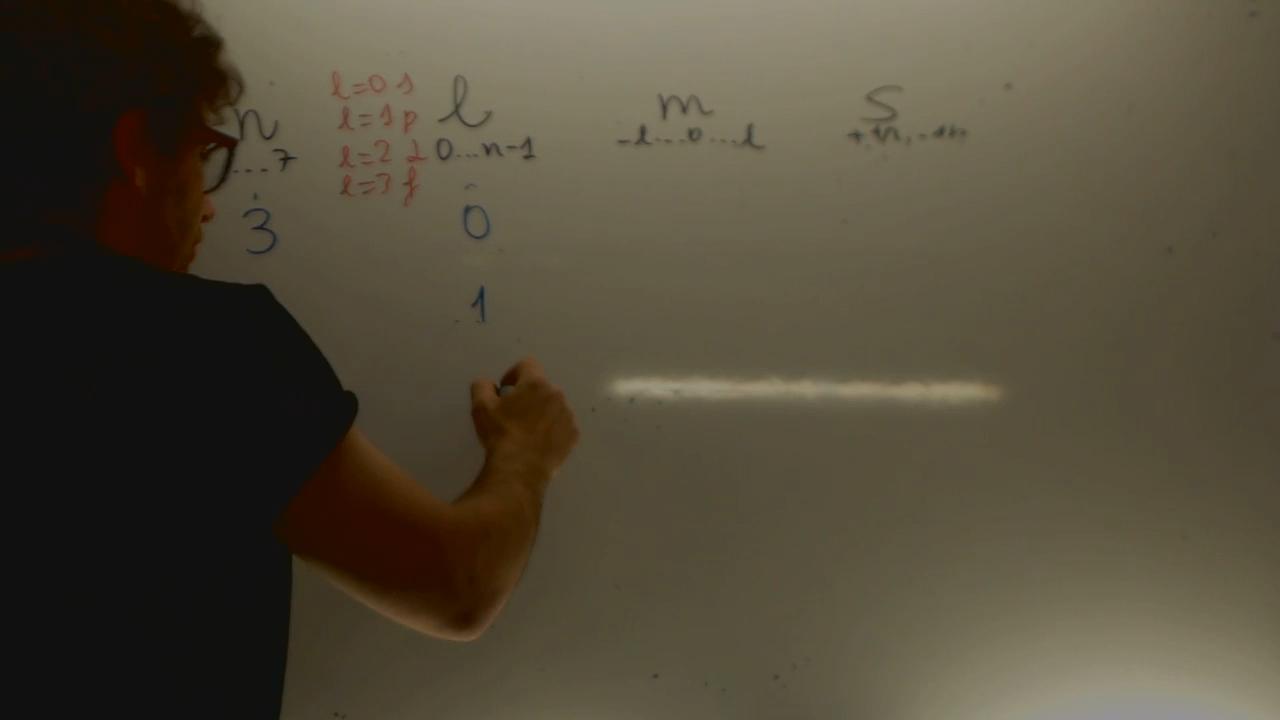 n l m s
...7 0...n-1 -l...0...l
l=0 s
l=1 p
l=2 d
l=3 f
3 0
1